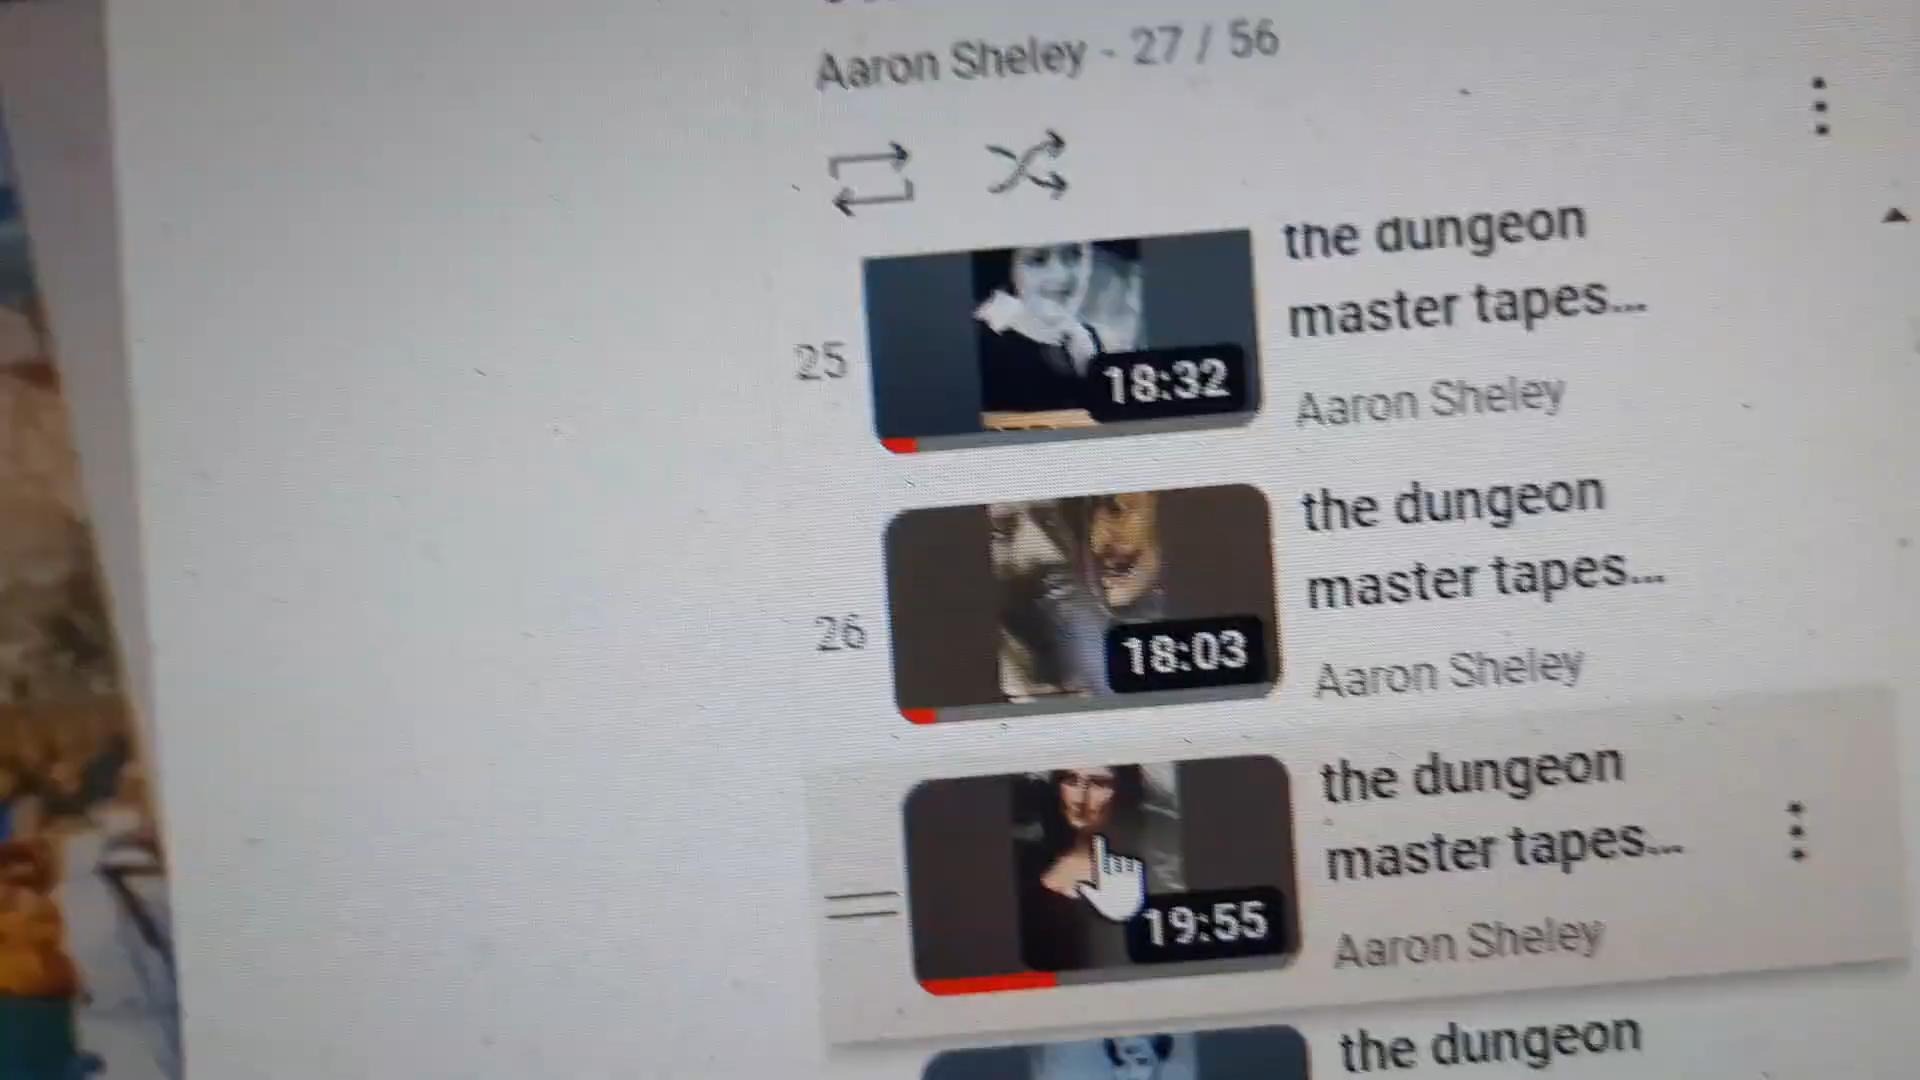 Aaron Sheley - 27 / 56
the dungeon
master tapes...
25
18:32
Aaron Sheley
the dungeon
master tapes...
26
18:03
Aaron Sheley
the dungeon
master tapes...
19:55
Aaron Sheley
the dungeon